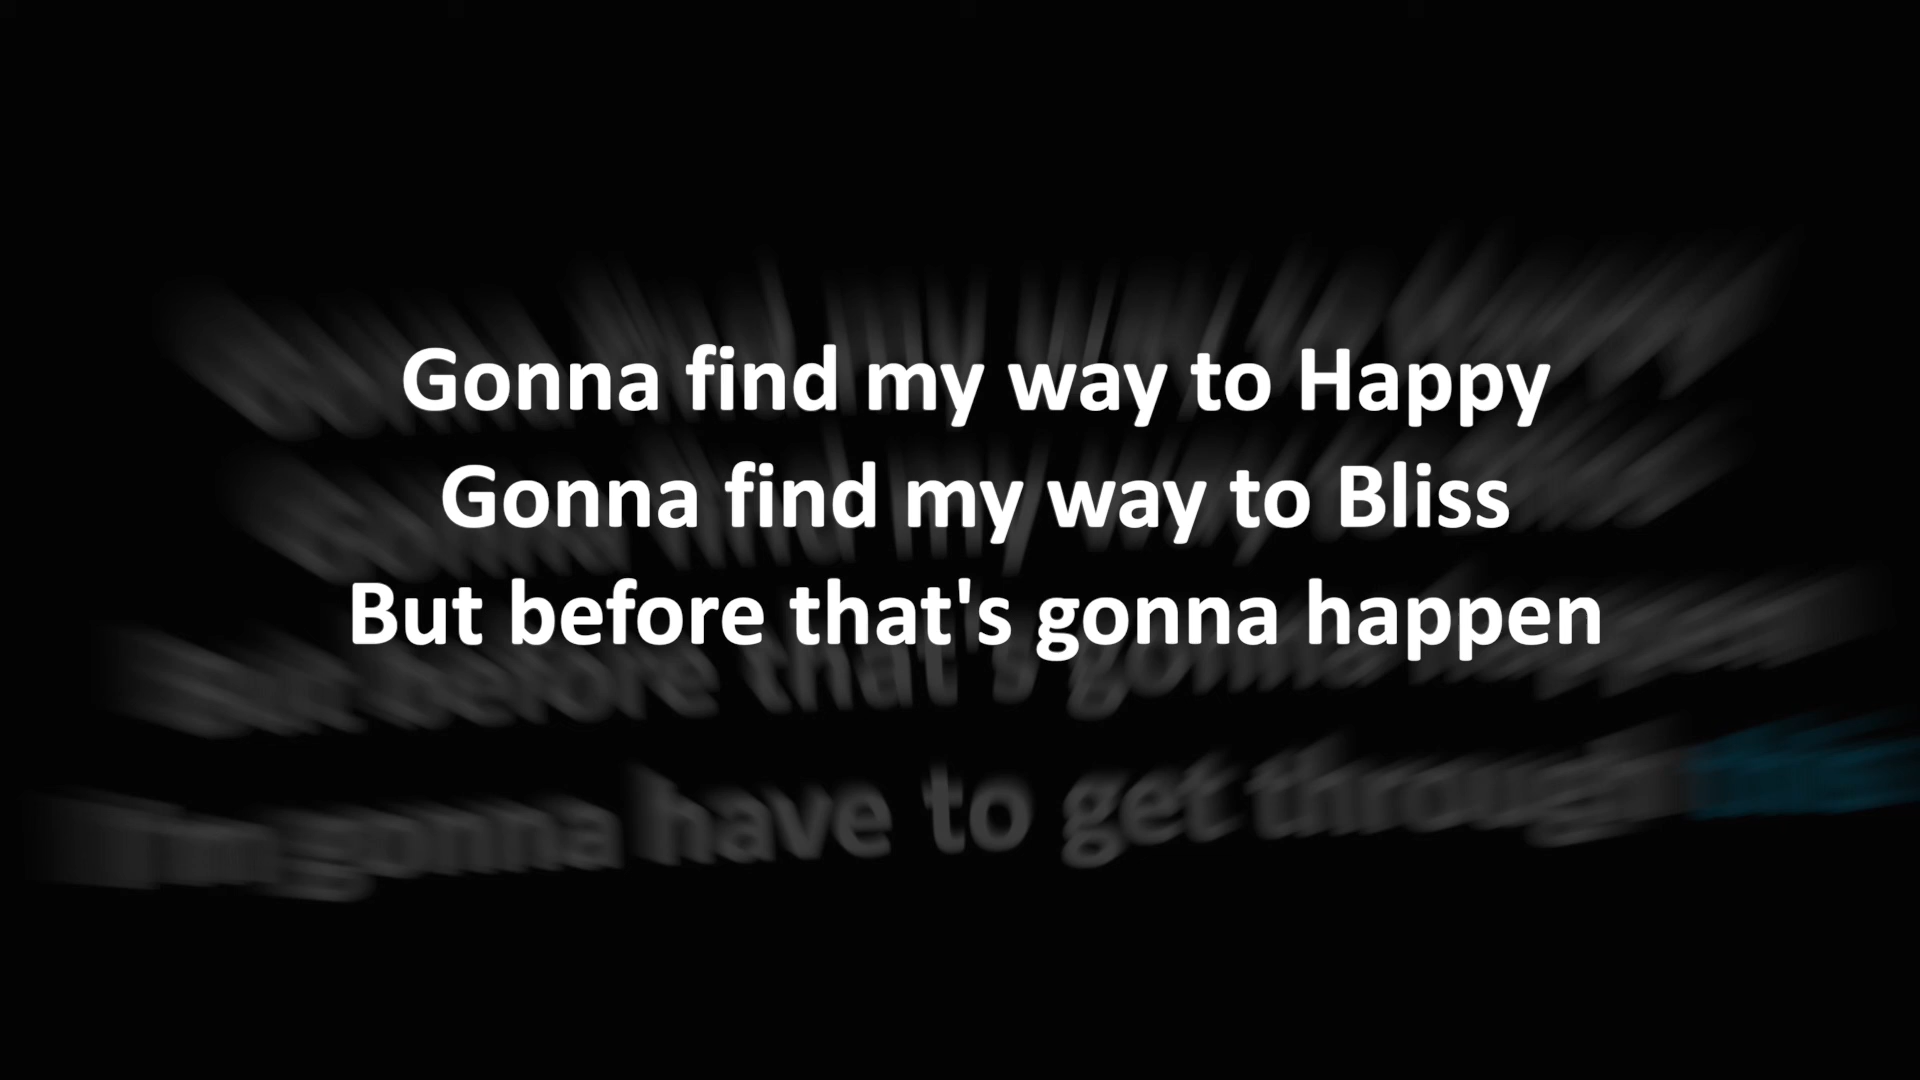 Gonna find my way to Happy
Gonna find my way to Bliss
But before that's gonna happen
I'm gonna have to get through